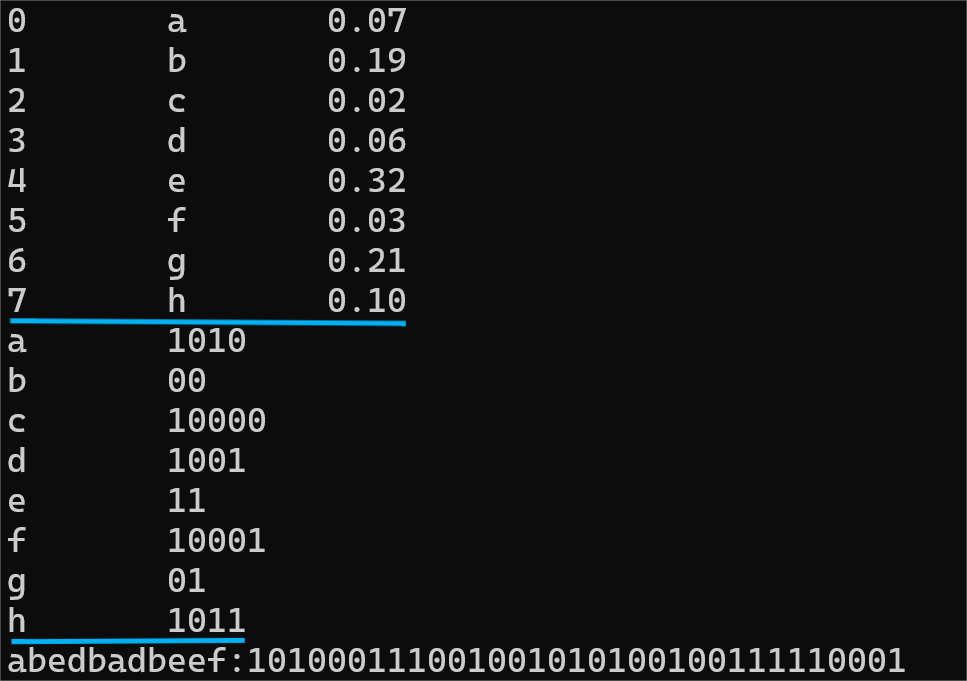 0 a 0.07
1 b 0.19
2 c 0.02
3 d 0.06
4 e 0.32
5 f 0.03
6 g 0.21
7 h 0.10
a 1010
b 00
c 10000
d 1001
e 11
f 10001
g 01
h 1011
abedbadbeef:101000111001001010100100111110001